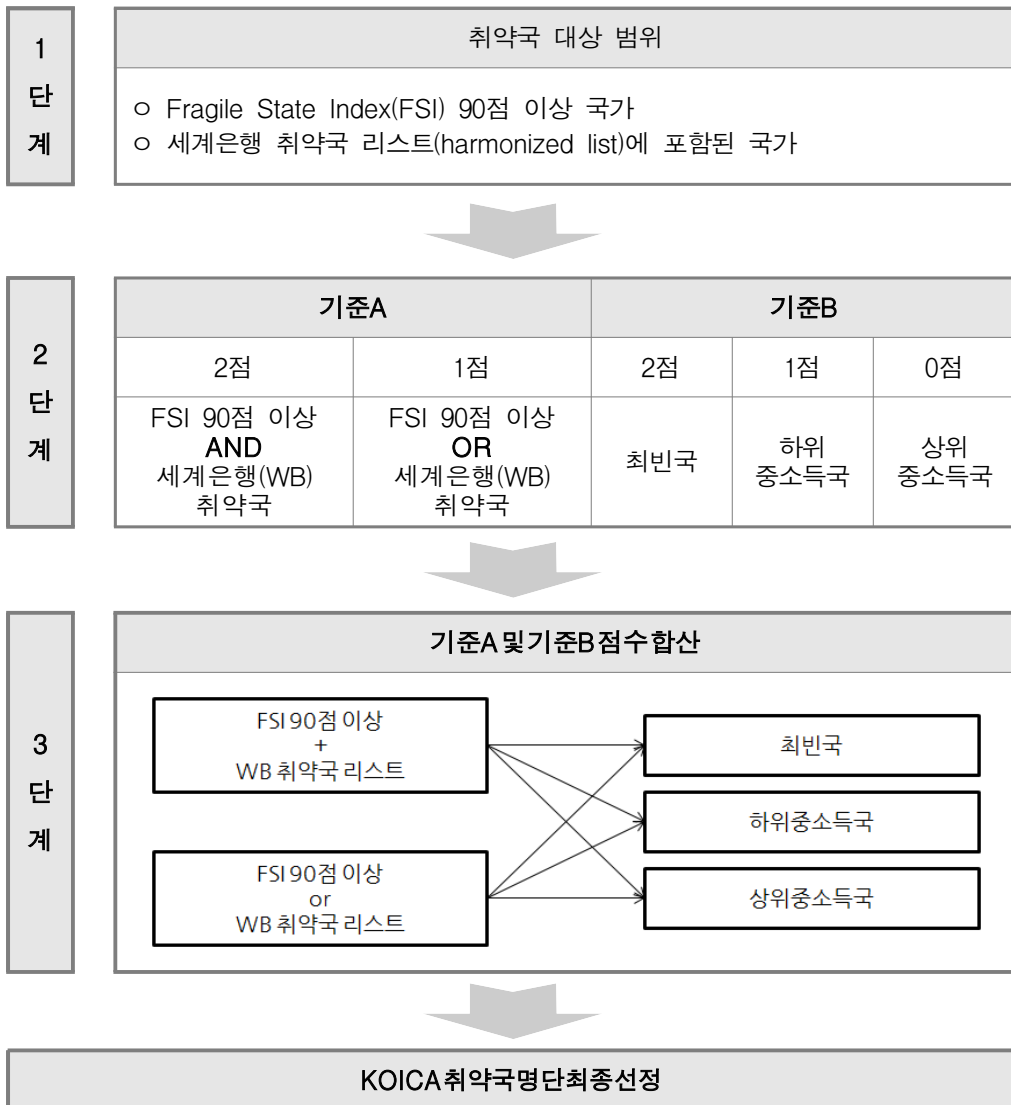 1
단
계
취약국 대상 범위
ㅇ Fragile State Index(FSI) 90점 이상 국가
ㅇ 세계은행 취약국 리스트(harmonized list)에 포함된 국가
2
단
계
기준A
기준B
2점
1점
2점
1점
0점
FSI 90점 이상
AND
세계은행(WB)
취약국
FSI 90점 이상
OR
세계은행(WB)
취약국
최빈국
하위
중소득국
상위
중소득국
3
단
계
기준A및기준B점수합산
FSI 90점 이상
+
WB 취약국 리스트
FSI 90점 이상
or
WB 취약국 리스트
최빈국
하위중소득국
상위중소득국
KOICA취약국명단최종선정